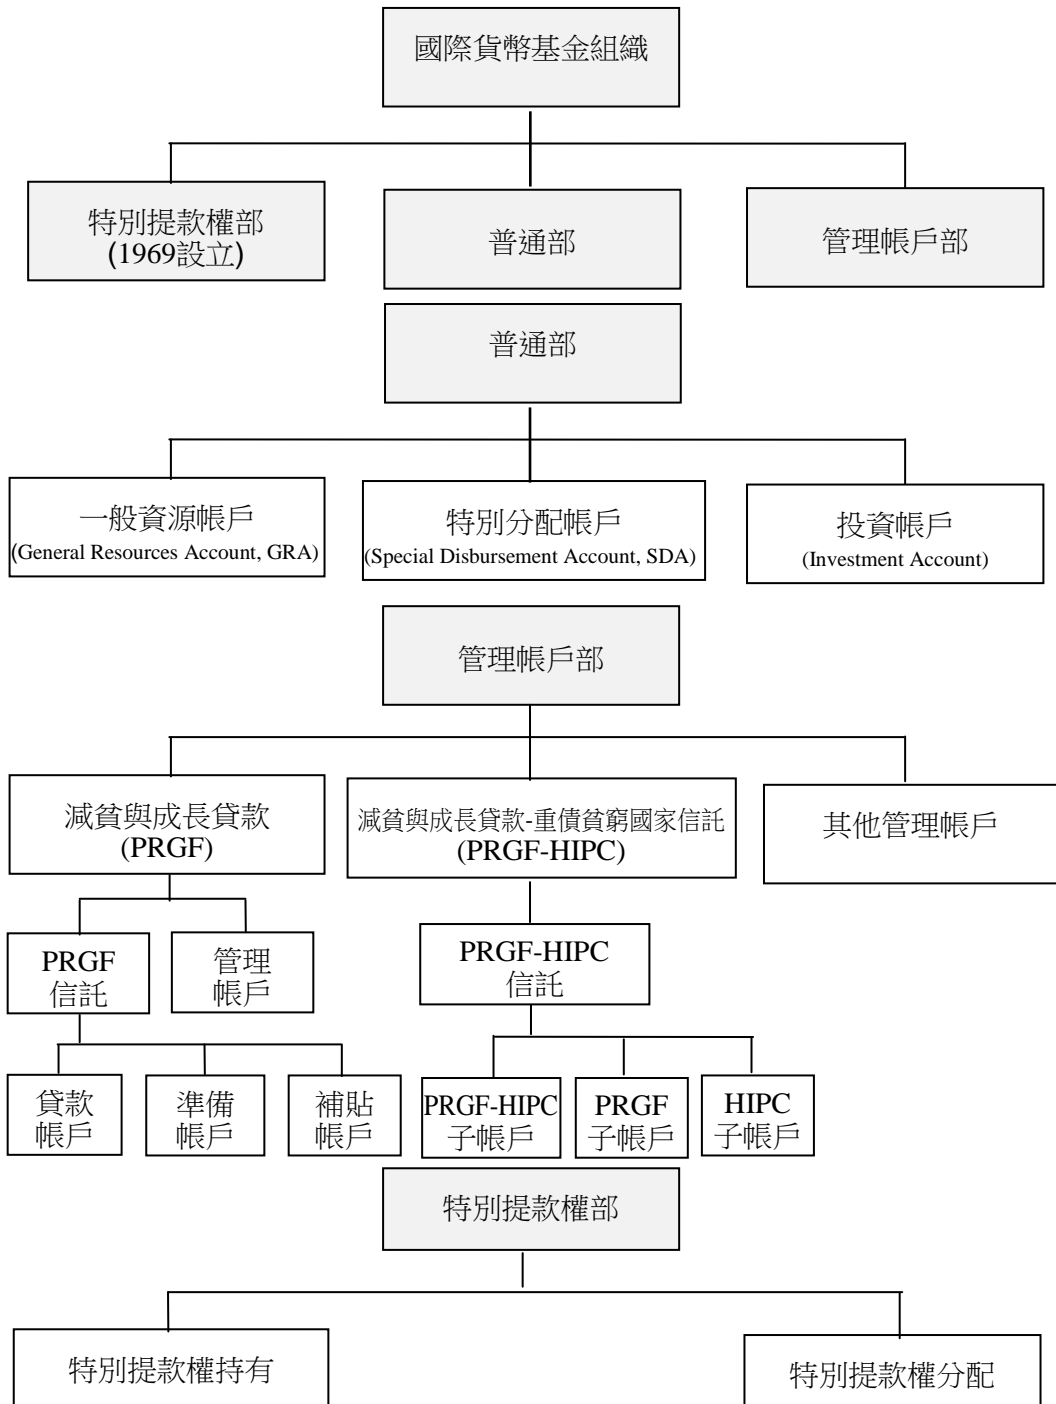 國際貨幣基金組織
特別提款權部
(1969設立)
普通部
管理帳戶部
普通部
一般資源帳戶
(General Resources Account, GRA)
特別分配帳戶
(Special Disbursement Account, SDA)
投資帳戶
(Investment Account)
管理帳戶部
減貧與成長貸款
(PRGF)
減貧與成長貸款-重債貧窮國家信託
(PRGF-HIPC)
其他管理帳戶
PRGF
信託
管理
帳戶
PRGF-HIPC
信託
貸款
帳戶
準備
帳戶
補貼
帳戶
PRGF-HIPC
子帳戶
PRGF
子帳戶
HIPC
子帳戶
特別提款權部
特別提款權持有
特別提款權分配